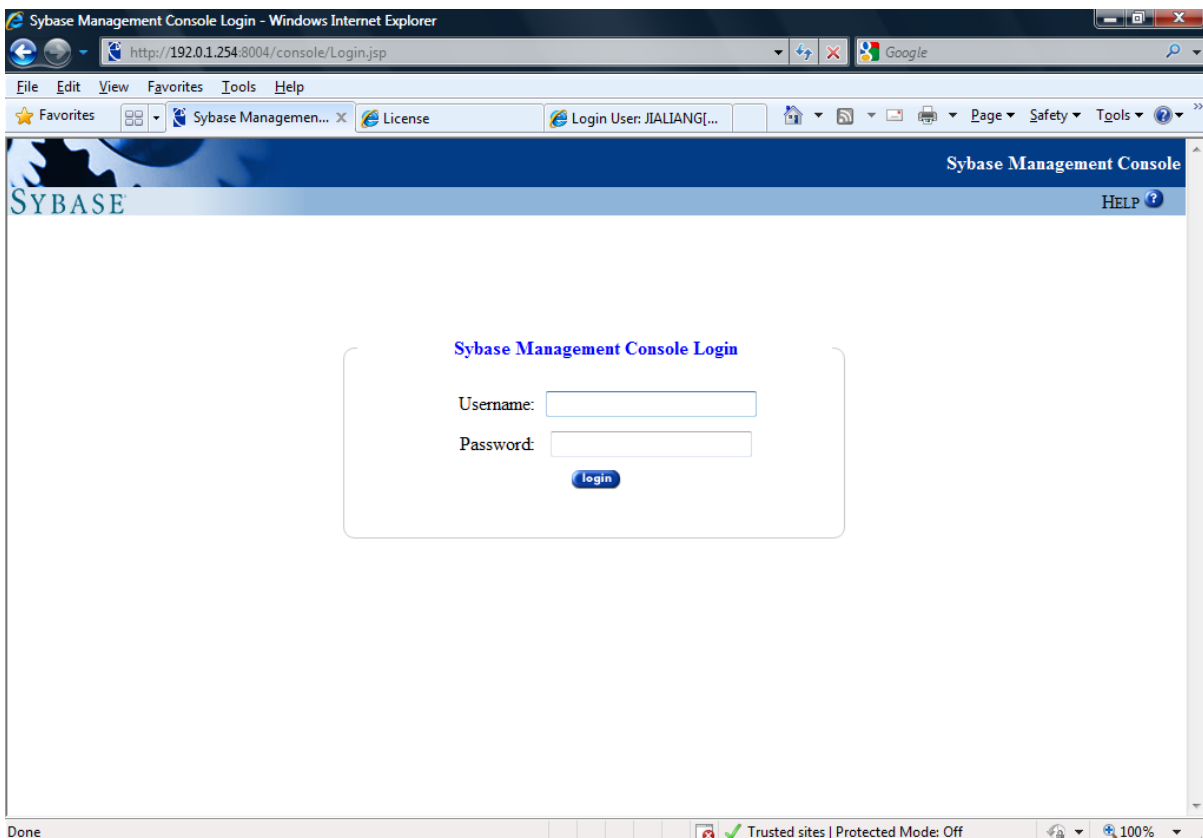 Sybase Management Console Login - Windows Internet Explorer
http://192.0.1.254:8004/console/Login.jsp
Google
File Edit View Favorites Tools Help
Favorites
Sybase Managemen... X
License
Login User: JIALIANG[...
Page Safety Tools »
Sybase Management Console
SYBASE
HELP ?
Sybase Management Console Login
Username:
Password:
login
Done
Trusted sites | Protected Mode: Off
100%